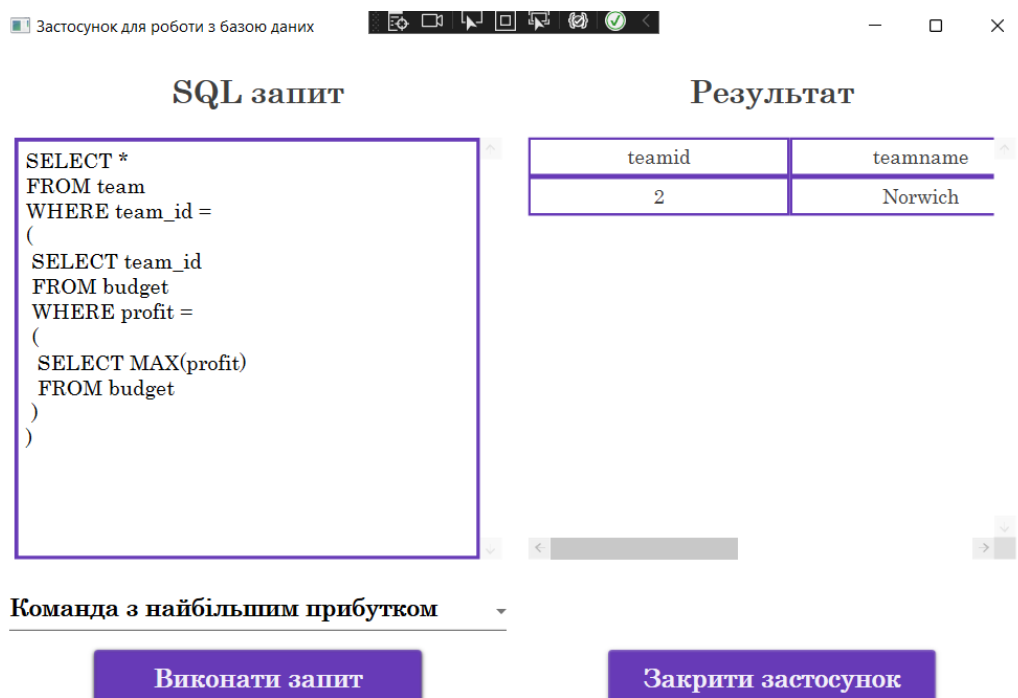 Застосунок для роботи з базою даних
SQL запит
SELECT *
FROM team
WHERE team_id =
(
SELECT team_id
FROM budget
WHERE profit =
(
SELECT MAX(profit)
FROM budget
)
)
Команда з найбільшим прибутком
Виконати запит
Результат
teamid teamname
2 Norwich
Закрити застосунок